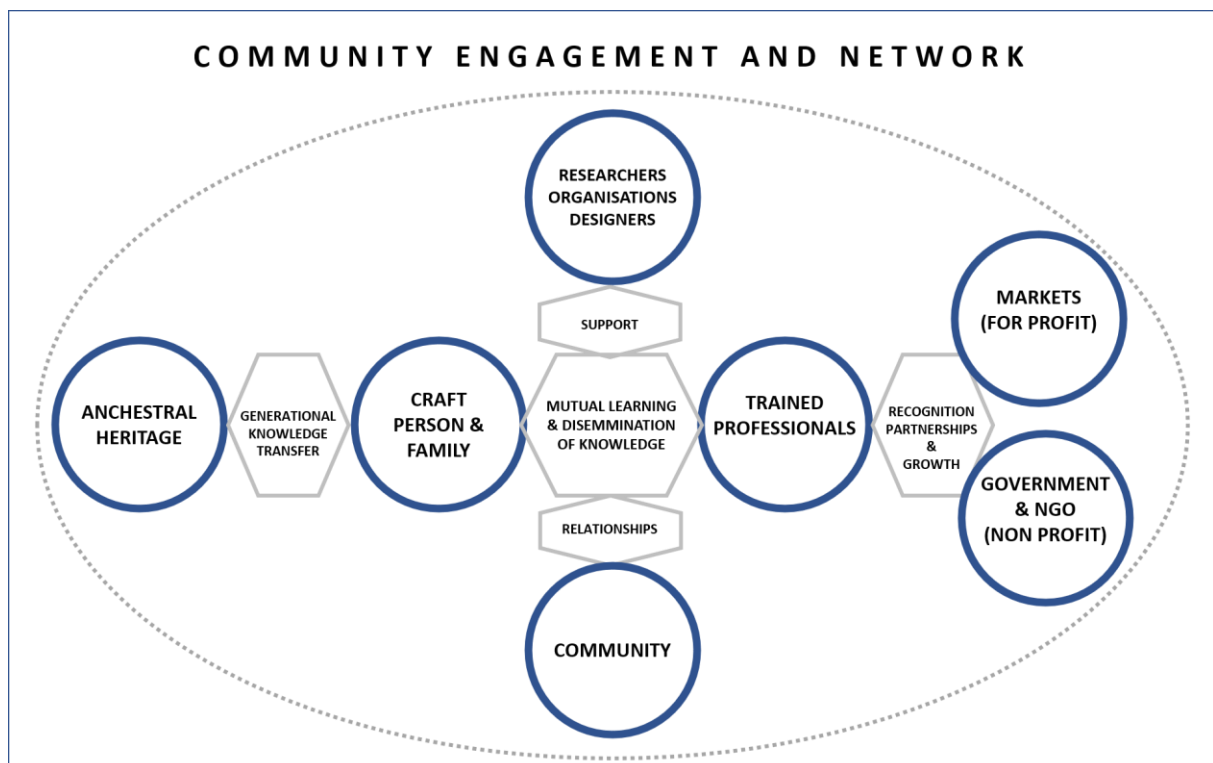 COMMUNITY ENGAGEMENT AND NETWORK
RESEARCHERS
ORGANISATIONS
DESIGNERS
SUPPORT
MARKETS
(FOR PROFIT)
ANCHESTRAL
HERITAGE
GENERATIONAL
KNOWLEDGE
TRANSFER
CRAFT
PERSON &
FAMILY
MUTUAL LEARNING
& DISEMMINATION
OF KNOWLEDGE
TRAINED
PROFESSIONALS
RECOGNITION
PARTNERSHIPS
&
GROWTH
GOVERNMENT
& NGO
(NON PROFIT)
RELATIONSHIPS
COMMUNITY